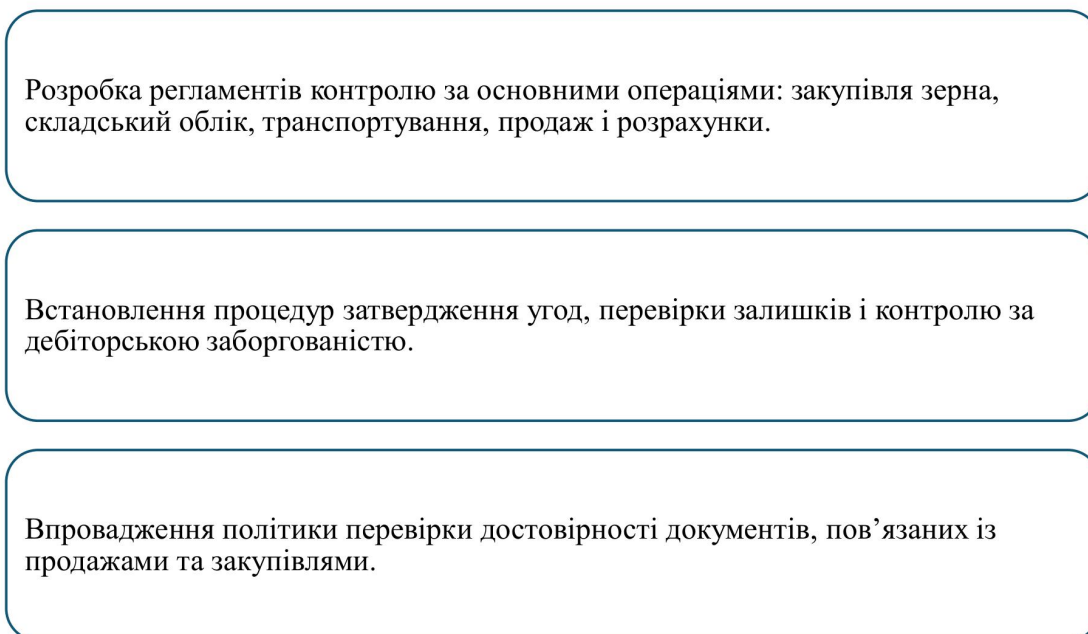 Розробка регламентів контролю за основними операціями: закупівля зерна,
складський облік, транспортування, продаж і розрахунки.
Встановлення процедур затвердження угод, перевірки залишків і контролю за
дебіторською заборгованістю.
Впровадження політики перевірки достовірності документів, пов’язаних із
продажами та закупівлями.